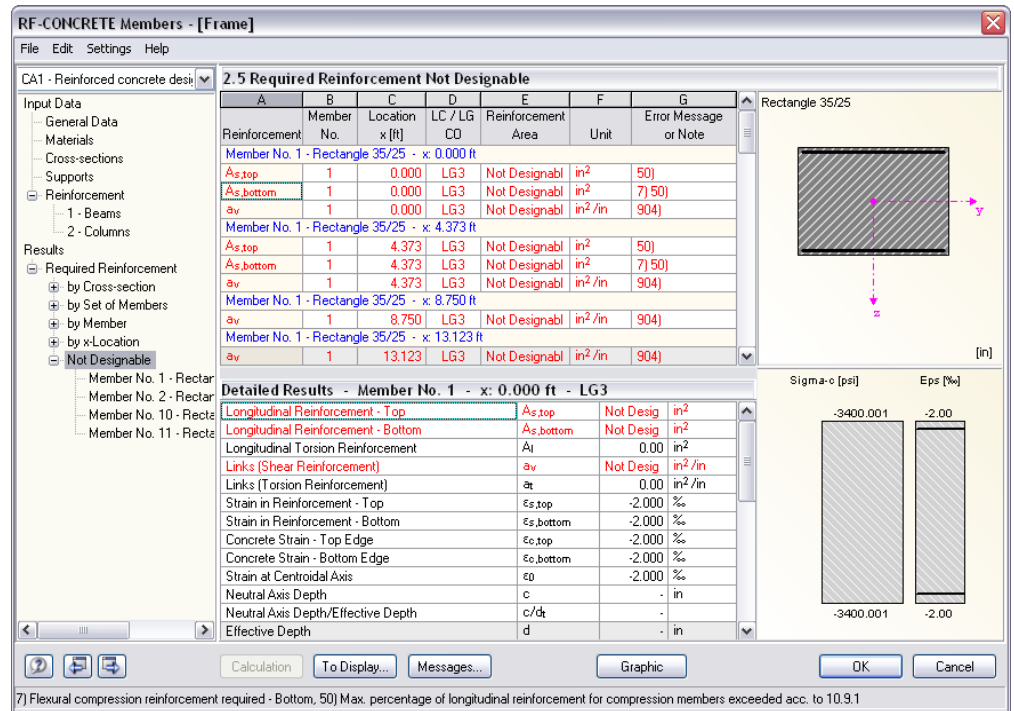 RF-CONCRETE Members - [Frame]
File Edit Settings Help
CA1 - Reinforced concrete desi
Input Data
General Data
Materials
Cross-sections
Supports
Reinforcement
1 - Beams
2 - Columns
Results
Required Reinforcement
by Cross-section
by Set of Members
by Member
by x-Location
Not Designable
Member No. 1 - Rectar
Member No. 2 - Rectar
Member No. 10 - Recta
Member No. 11 - Recta
2.5 Required Reinforcement Not Designable
A B C D E F G
Member Location LC / LG Reinforcement Error Message
Reinforcement No. x [ft] CO Area Unit or Note
Member No. 1 - Rectangle 35/25 - x: 0.000 ft
As,top 1 0.000 LG3 Not Designabl in2 50)
As,bottom 1 0.000 LG3 Not Designabl in2 7) 50)
av 1 0.000 LG3 Not Designabl in2/in 904)
Member No. 1 - Rectangle 35/25 - x: 4.373 ft
As,top 1 4.373 LG3 Not Designabl in2 50)
As,bottom 1 4.373 LG3 Not Designabl in2 7) 50)
av 1 4.373 LG3 Not Designabl in2/in 904)
Member No. 1 - Rectangle 35/25 - x: 8.750 ft
av 1 8.750 LG3 Not Designabl in2/in 904)
Member No. 1 - Rectangle 35/25 - x: 13.123 ft
av 1 13.123 LG3 Not Designabl in2/in 904)
Rectangle 35/25
y
z
[in]
Detailed Results - Member No. 1 - x: 0.000 ft - LG3
Longitudinal Reinforcement - Top As,top Not Desig in2
Longitudinal Reinforcement - Bottom As,bottom Not Desig in2
Longitudinal Torsion Reinforcement Al 0.00 in2
Links (Shear Reinforcement) av Not Desig in2/in
Links (Torsion Reinforcement) at 0.00 in2/in
Strain in Reinforcement - Top εs,top -2.000 ‰
Strain in Reinforcement - Bottom εs,bottom -2.000 ‰
Concrete Strain - Top Edge εc,top -2.000 ‰
Concrete Strain - Bottom Edge εc,bottom -2.000 ‰
Strain at Centroidal Axis ε0 -2.000 ‰
Neutral Axis Depth c - in
Neutral Axis Depth/Effective Depth c/dt -
Effective Depth d - in
Sigma-c [psi] Eps [‰]
-3400.001 -2.00
-3400.001 -2.00
Calculation To Display... Messages... Graphic OK Cancel
7) Flexural compression reinforcement required - Bottom, 50) Max. percentage of longitudinal reinforcement for compression members exceeded acc. to 10.9.1